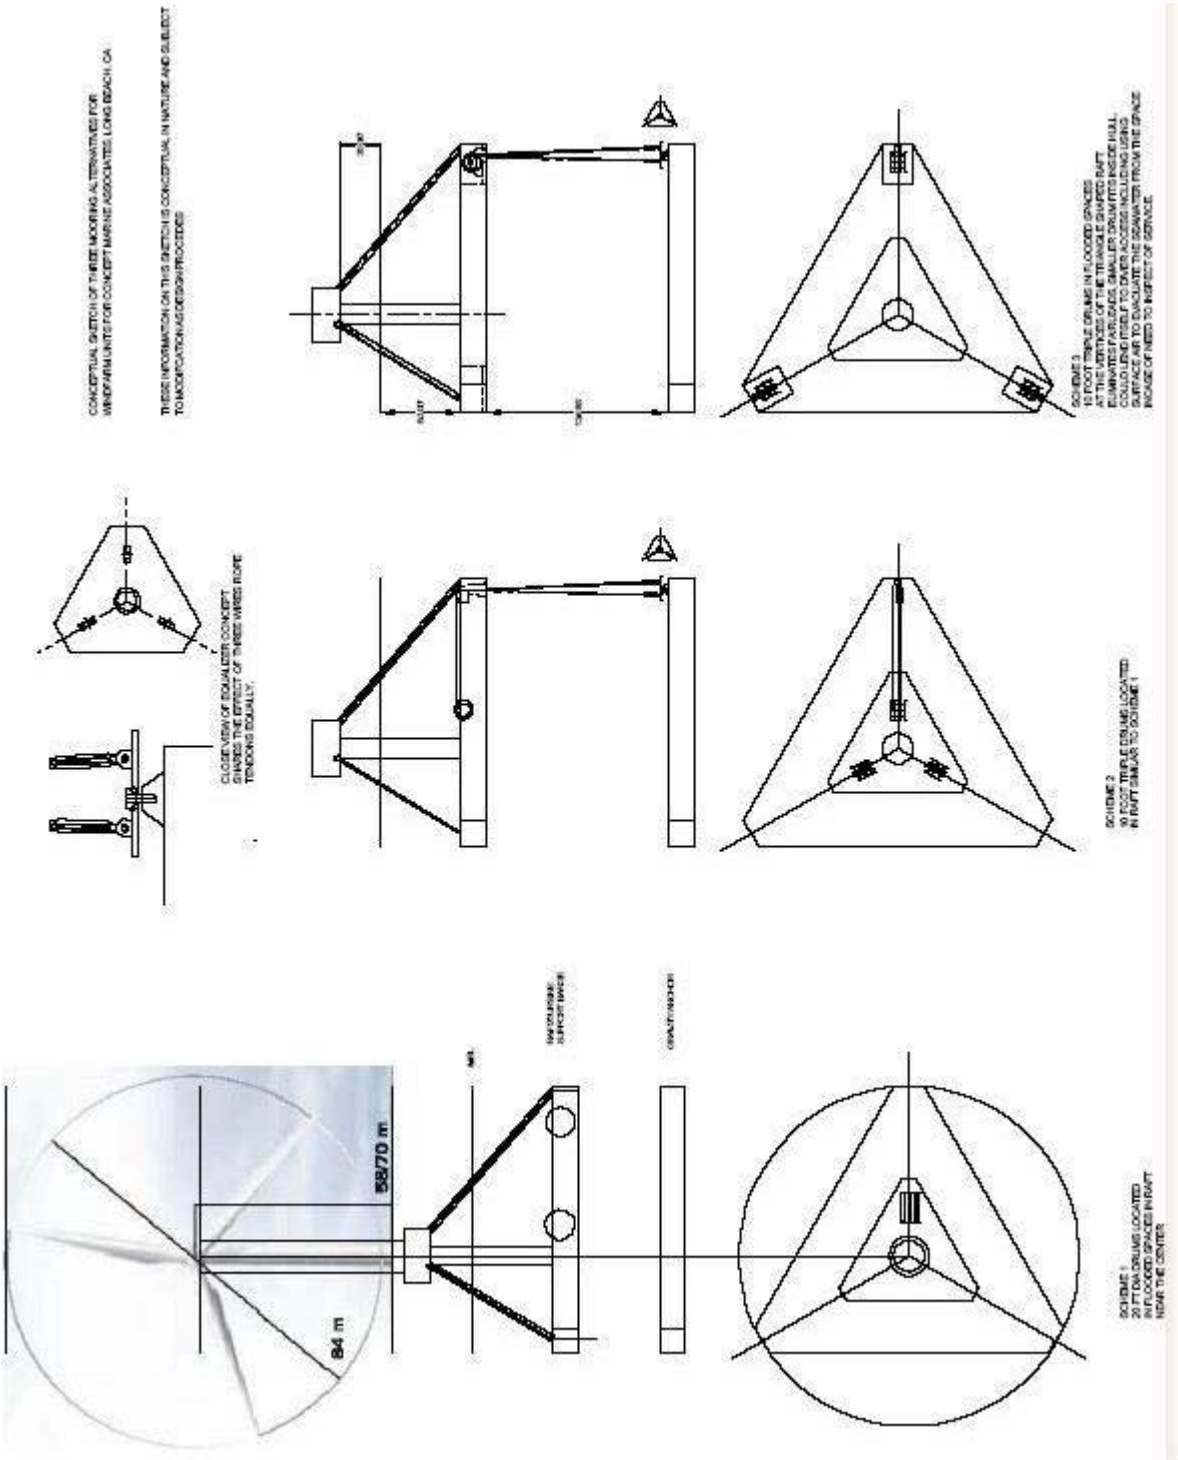 CONCEPTUAL SKETCH OF THREE MOORING ALTERNATIVES FOR
WINDFARM UNITS FOR CONCEPT MARINE ASSOCIATES, LONG BEACH, CA
THESE INFORMATION ON THIS SKETCH IS CONCEPTUAL IN NATURE AND SUBJECT
TO MODIFICATION AS DESIGN PROCEDES
CLOSE VIEW OF EQUALIZER CONCEPT
SHARES THE EFFECT OF THREE WIRES ROPE
TENDONS EQUALLY.
SCHEME 3
10 FOOT TRIPLE DRUMS IN FLOODED SPACES
AT THE VERTICES OF THE TRIANGLE SHAPED RAFT
ELIMINATES FAIRLEADS, SMALLER DRUM FITS INSIDE HULL.
COULD LEND ITSELF TO DIVER ACCESS INCLUDING USING
SURFACE AIR TO EVACUATE THE SEAWATER FROM THE SPACE
IN CASE OF NEED TO INSPECT OF SERVICE.
SCHEME 2
10 FOOT TRIPLE DRUMS LOCATED
IN RAFT SIMILAR TO SCHEME 1
84 m
58/70 m
SUPPORT BARGE
GRAVITY ANCHOR
SCHEME 1
20 FT DIA DRUMS LOCATED
IN FLOODED SPACES IN RAFT
NEAR THE CENTER